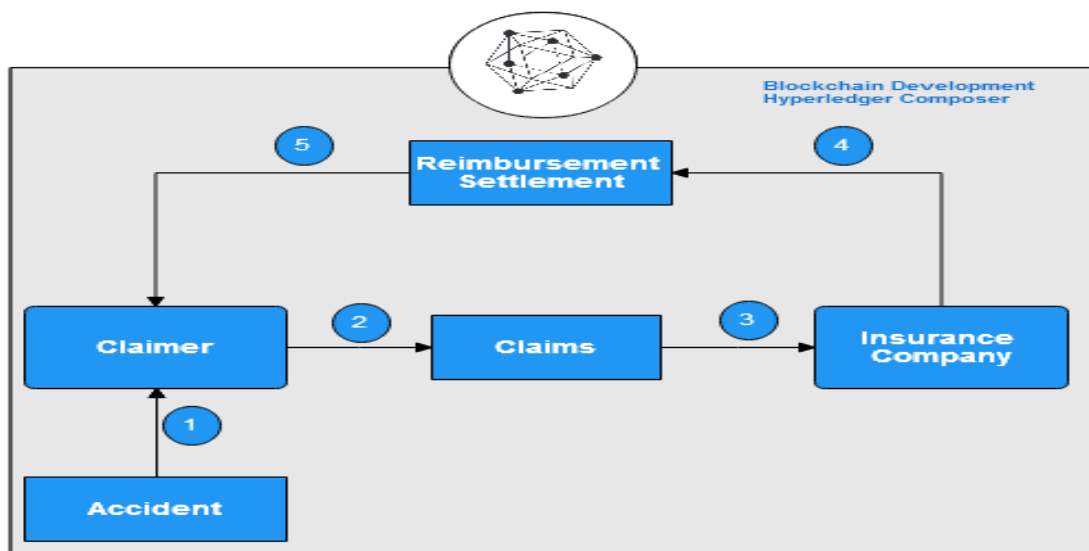 Blockchain Development
Hyperledger Composer
5
4
Reimbursement
Settlement
2
3
Claimer
Claims
Insurance
Company
1
Accident